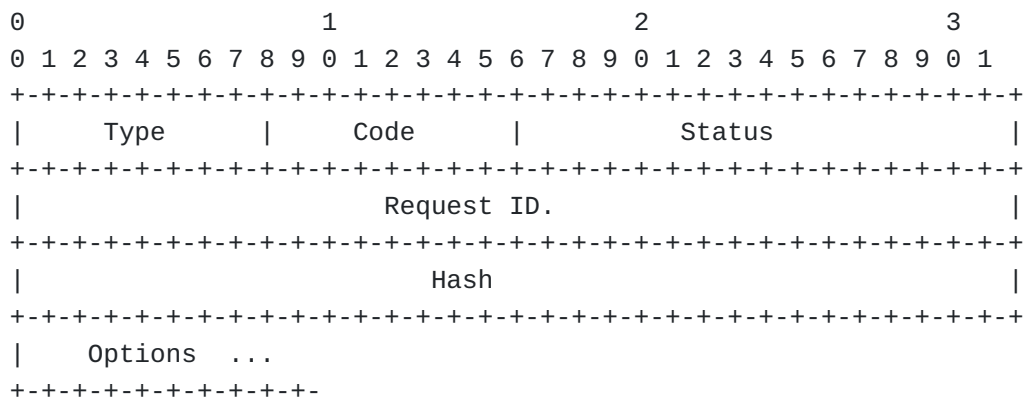 0                   1                   2                   3
0 1 2 3 4 5 6 7 8 9 0 1 2 3 4 5 6 7 8 9 0 1 2 3 4 5 6 7 8 9 0 1
+-+-+-+-+-+-+-+-+-+-+-+-+-+-+-+-+-+-+-+-+-+-+-+-+-+-+-+-+-+-+-+-+
|     Type      |     Code      |          Status               |
+-+-+-+-+-+-+-+-+-+-+-+-+-+-+-+-+-+-+-+-+-+-+-+-+-+-+-+-+-+-+-+-+
|                       Request ID.                             |
+-+-+-+-+-+-+-+-+-+-+-+-+-+-+-+-+-+-+-+-+-+-+-+-+-+-+-+-+-+-+-+-+
|                          Hash                                 |
+-+-+-+-+-+-+-+-+-+-+-+-+-+-+-+-+-+-+-+-+-+-+-+-+-+-+-+-+-+-+-+-+
|    Options  ...
+-+-+-+-+-+-+-+-+-+-